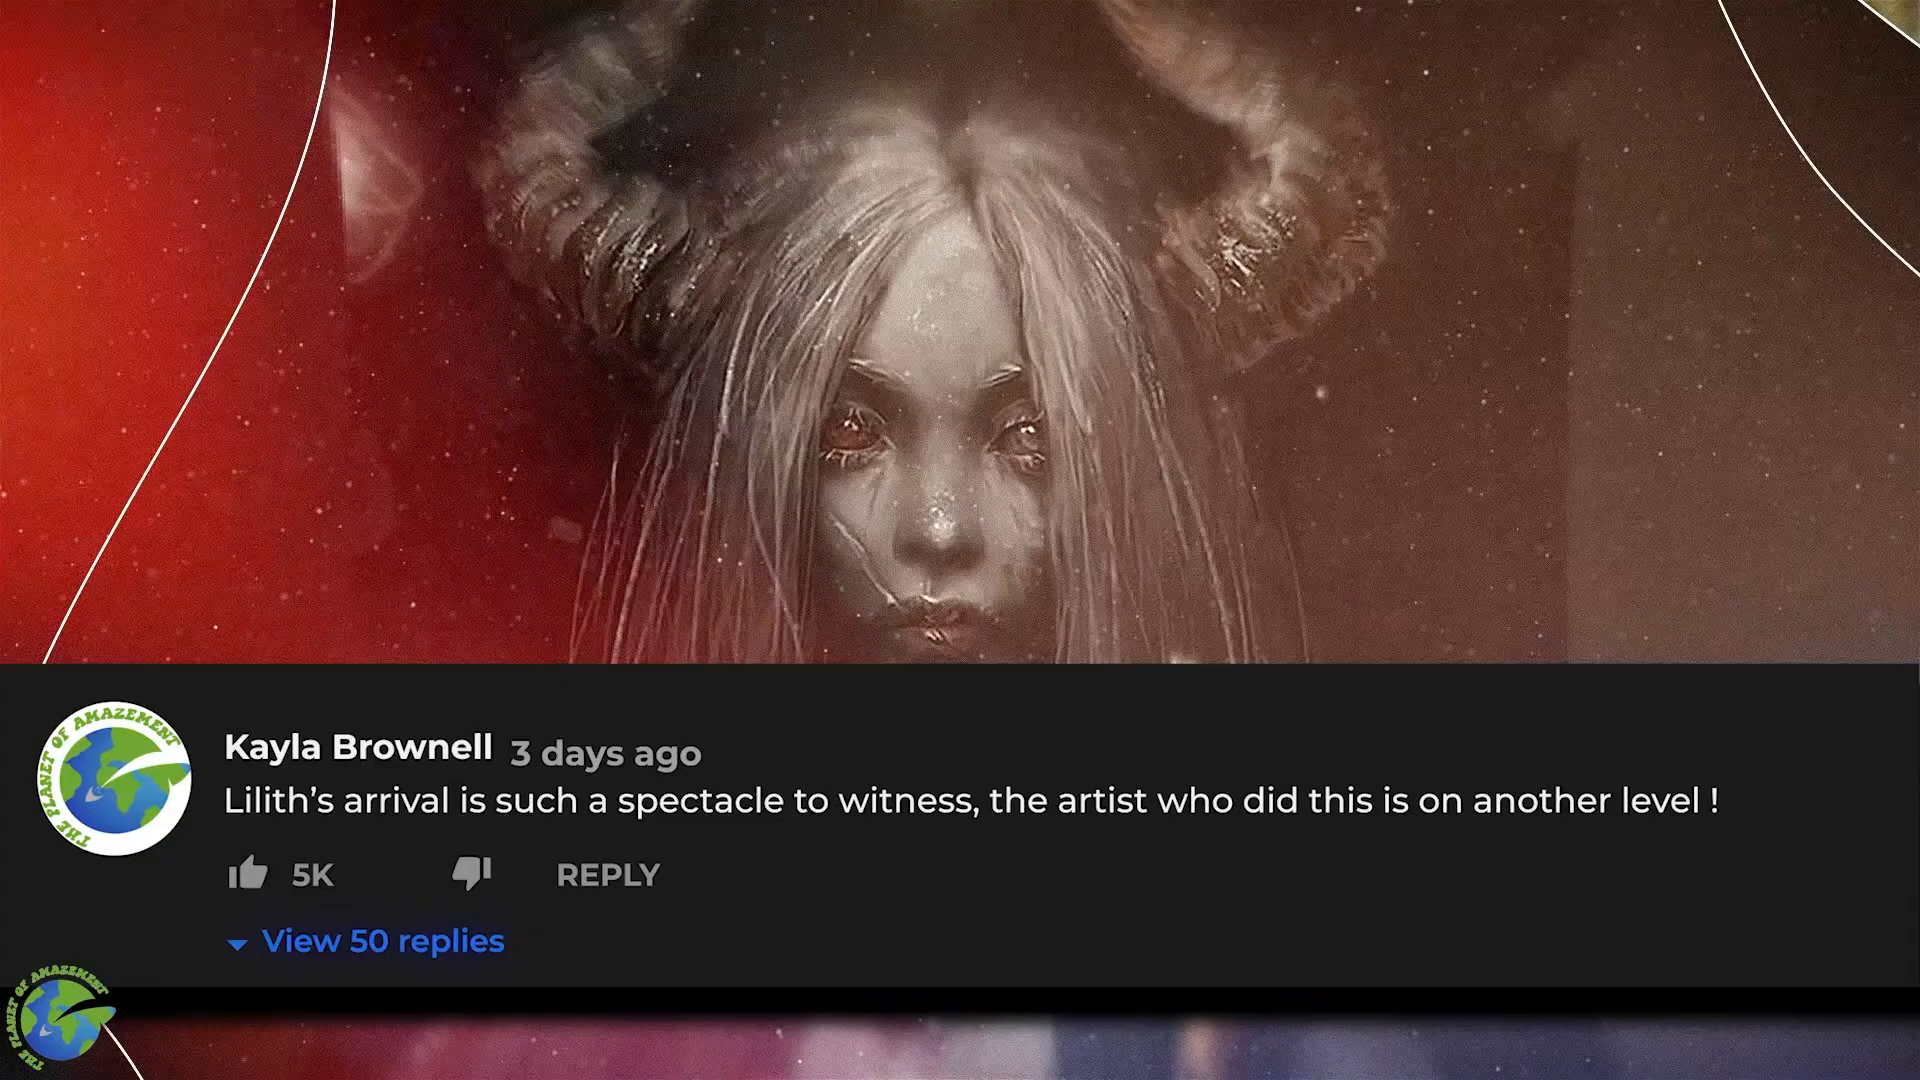 THE PLANET OF AMAZEMENT
Kayla Brownell 3 days ago
Lilith’s arrival is such a spectacle to witness, the artist who did this is on another level !
5K REPLY
View 50 replies
THE PLANET OF AMAZEMENT